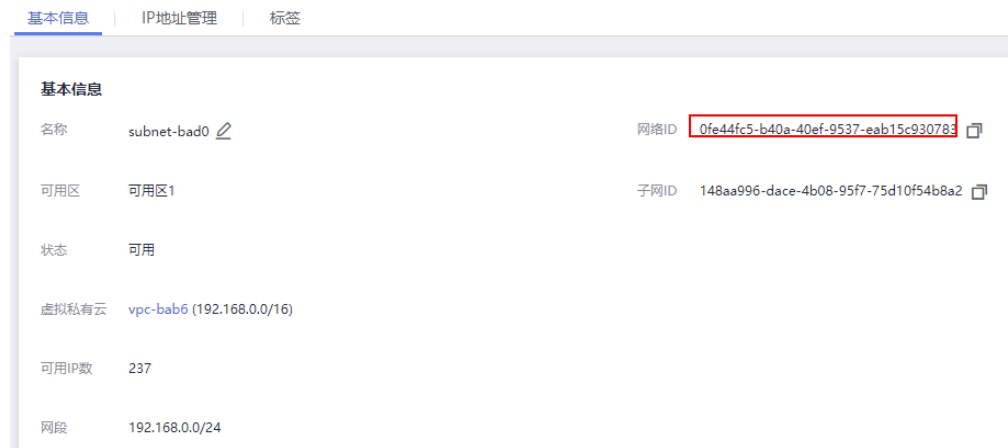 基本信息 IP地址管理 标签
基本信息
名称 subnet-bad0 网络ID 0fe44fc5-b40a-40ef-9537-eab15c930783
可用区 可用区1 子网ID 148aa996-dace-4b08-95f7-75d10f54b8a2
状态 可用
虚拟私有云 vpc-bab6 (192.168.0.0/16)
可用IP数 237
网段 192.168.0.0/24